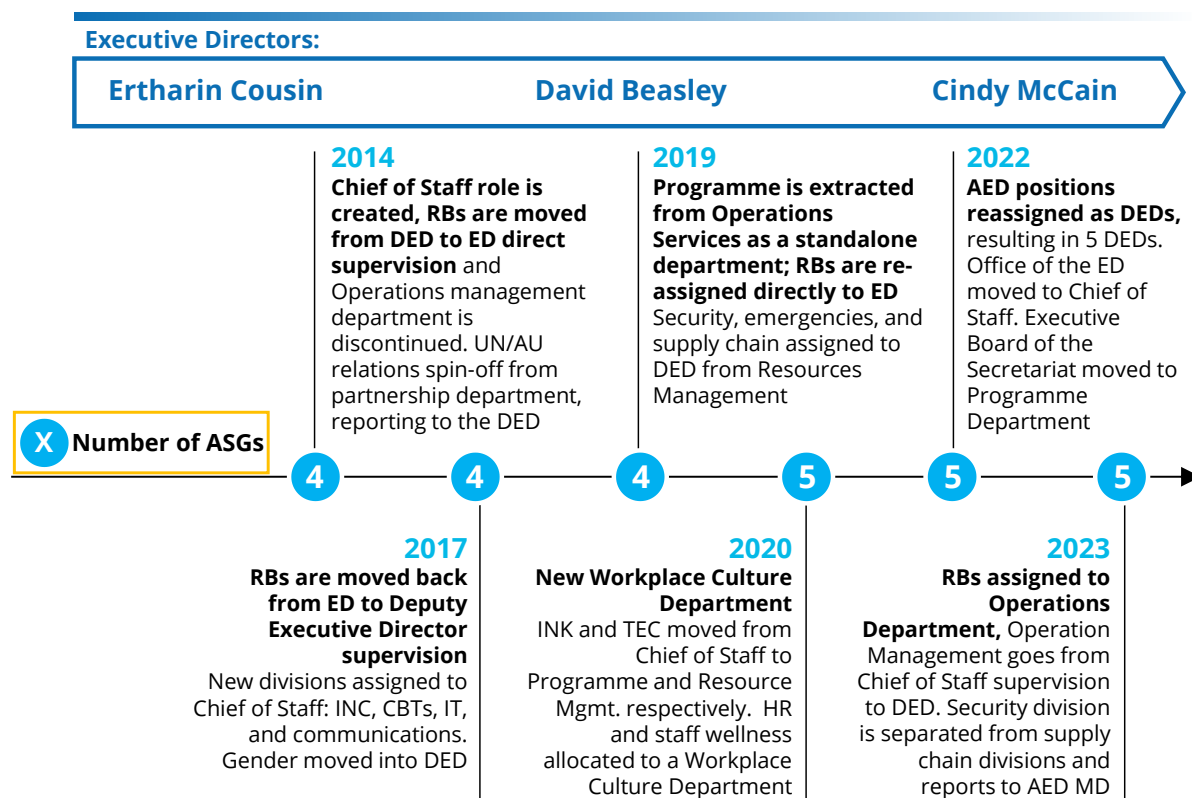 Executive Directors:
Ertharin Cousin
David Beasley
Cindy McCain
2014
Chief of Staff role is
created, RBs are moved
from DED to ED direct
supervision and
Operations management
department is
discontinued. UN/AU
relations spin-off from
partnership department,
reporting to the DED
2019
Programme is extracted
from Operations
Services as a standalone
department; RBs are re-
assigned directly to ED
Security, emergencies, and
supply chain assigned to
DED from Resources
Management
2022
AED positions
reassigned as DEDs,
resulting in 5 DEDs.
Office of the ED
moved to Chief of
Staff. Executive
Board of the
Secretariat moved to
Programme
Department
X Number of ASGs
4 4 4 5 5 5
2017
RBs are moved back
from ED to Deputy
Executive Director
supervision
New divisions assigned to
Chief of Staff: INC, CBTs, IT,
and communications.
Gender moved into DED
2020
New Workplace Culture
Department
INK and TEC moved from
Chief of Staff to
Programme and Resource
Mgmt. respectively. HR
and staff wellness
allocated to a Workplace
Culture Department
2023
RBs assigned to
Operations
Department, Operation
Management goes from
Chief of Staff supervision
to DED. Security division
is separated from supply
chain divisions and
reports to AED MD